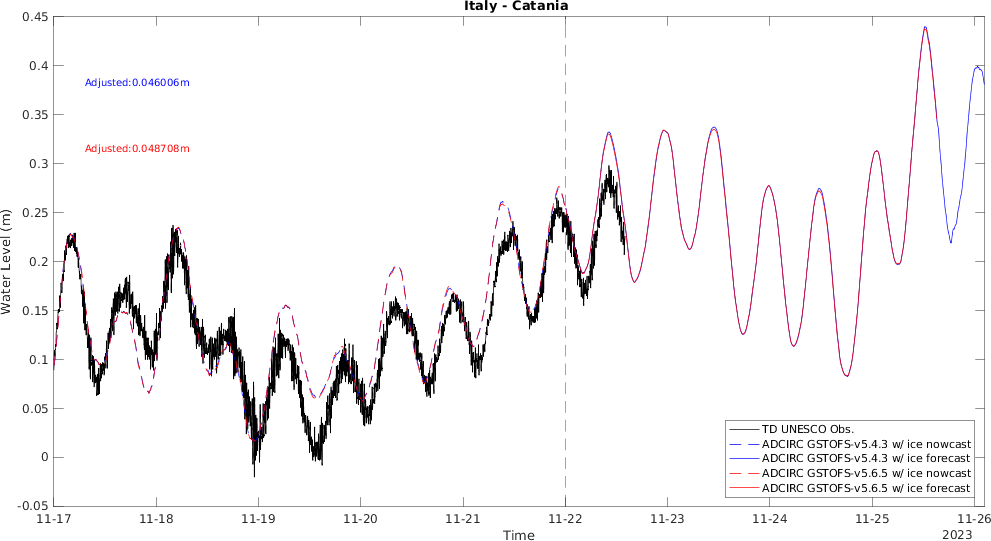 Italy - Catania
0.45
0.4
0.35
0.3
0.25
0.2
0.15
0.1
0.05
0
-0.05
Water Level (m)
Adjusted:0.046006m
Adjusted:0.048708m
TD UNESCO Obs.
ADCIRC GSTOFS-v5.4.3 w/ ice nowcast
ADCIRC GSTOFS-v5.4.3 w/ ice forecast
ADCIRC GSTOFS-v5.6.5 w/ ice nowcast
ADCIRC GSTOFS-v5.6.5 w/ ice forecast
11-17 11-18 11-19 11-20 11-21 11-22 11-23 11-24 11-25 11-26
Time
2023